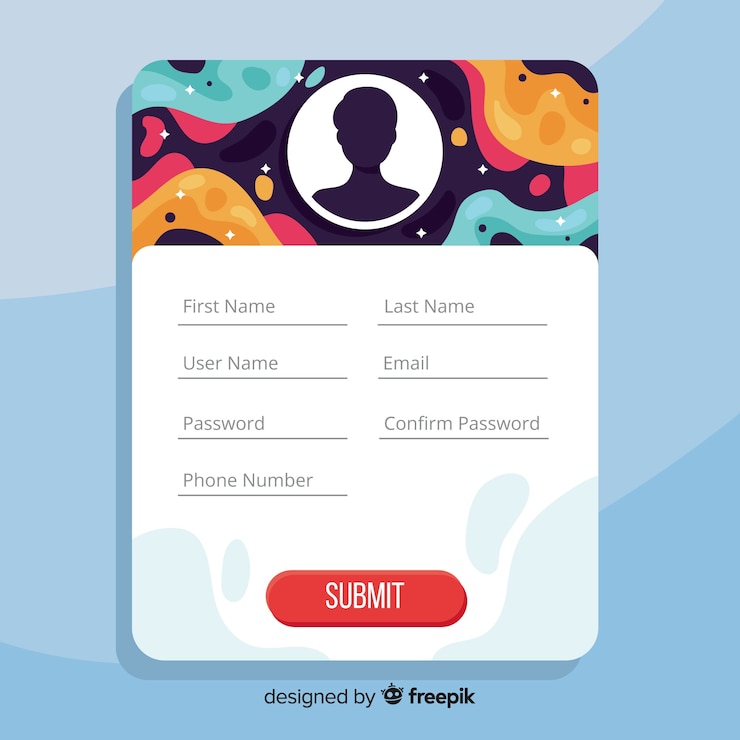 First Name Last Name
User Name Email
Password Confirm Password
Phone Number
SUBMIT
designed by freepik